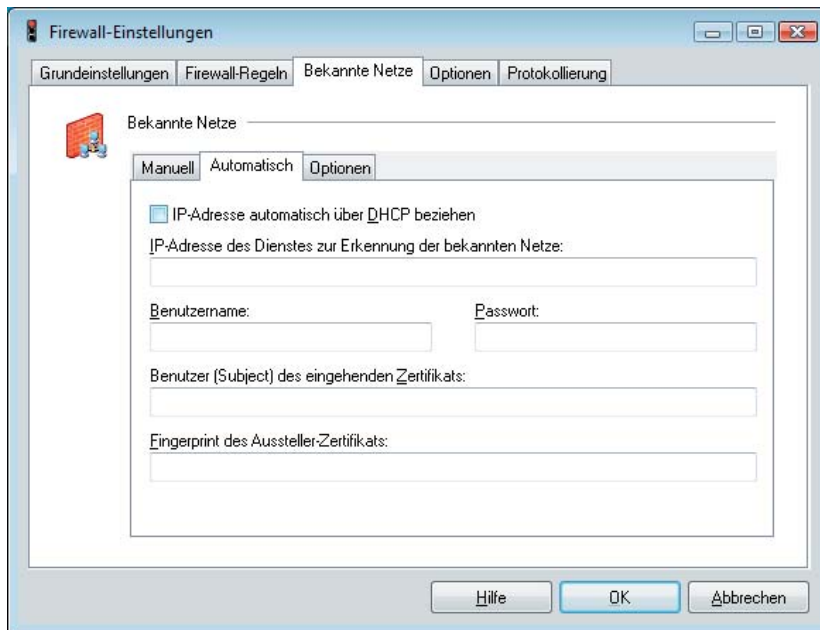 Firewall-Einstellungen
Grundeinstellungen Firewall-Regeln Bekannte Netze Optionen Protokollierung
Bekannte Netze
Manuell Automatisch Optionen
IP-Adresse automatisch über DHCP beziehen
IP-Adresse des Dienstes zur Erkennung der bekannten Netze:
Benutzername: Passwort:
Benutzer (Subject) des eingehenden Zertifikats:
Fingerprint des Aussteller-Zertifikats:
Hilfe OK Abbrechen